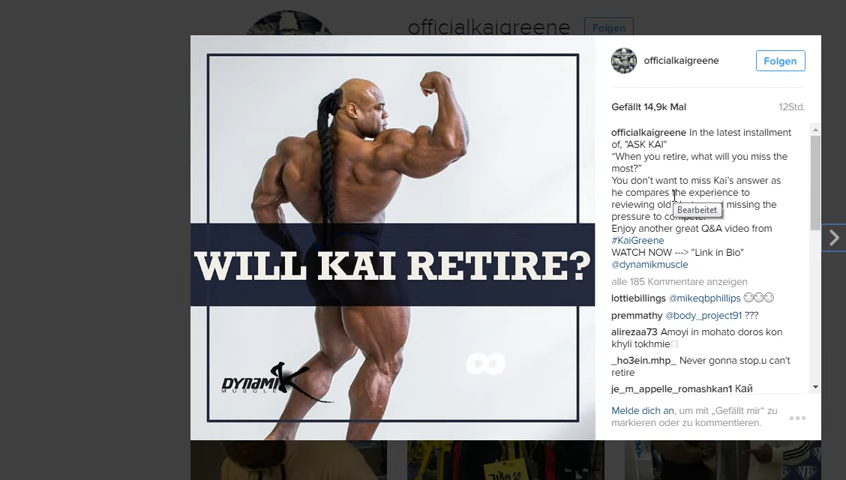 officialkaigreene
Folgen
officialkaigreene
Folgen
WILL KAI RETIRE?
DYNAMIK
MUSCLE
Gefällt 14,9k Mal
12Std.
officialkaigreene In the latest installment
of, "ASK KAI"
"When you retire, what will you miss the
most?"
You don't want to miss Kai's answer as
he compares the experience to
reviewing old missing the
pressure to compete.
Bearbeitet
Enjoy another great Q&A video from
#KaiGreene
WATCH NOW ---> "Link in Bio"
@dynamikmuscle
alle 185 Kommentare anzeigen
lottiebillings @mikeqbphillips 😏😏😏
premmathy @body_project91 ???
alirezaa73 Amoyi in mohato doros kon
khyli tokhmie
_ho3ein.mhp_ Never gonna stop.u can't
retire
je_m_appelle_romashkan1 Кай
Melde dich an, um mit „Gefällt mir" zu
markieren oder zu kommentieren.